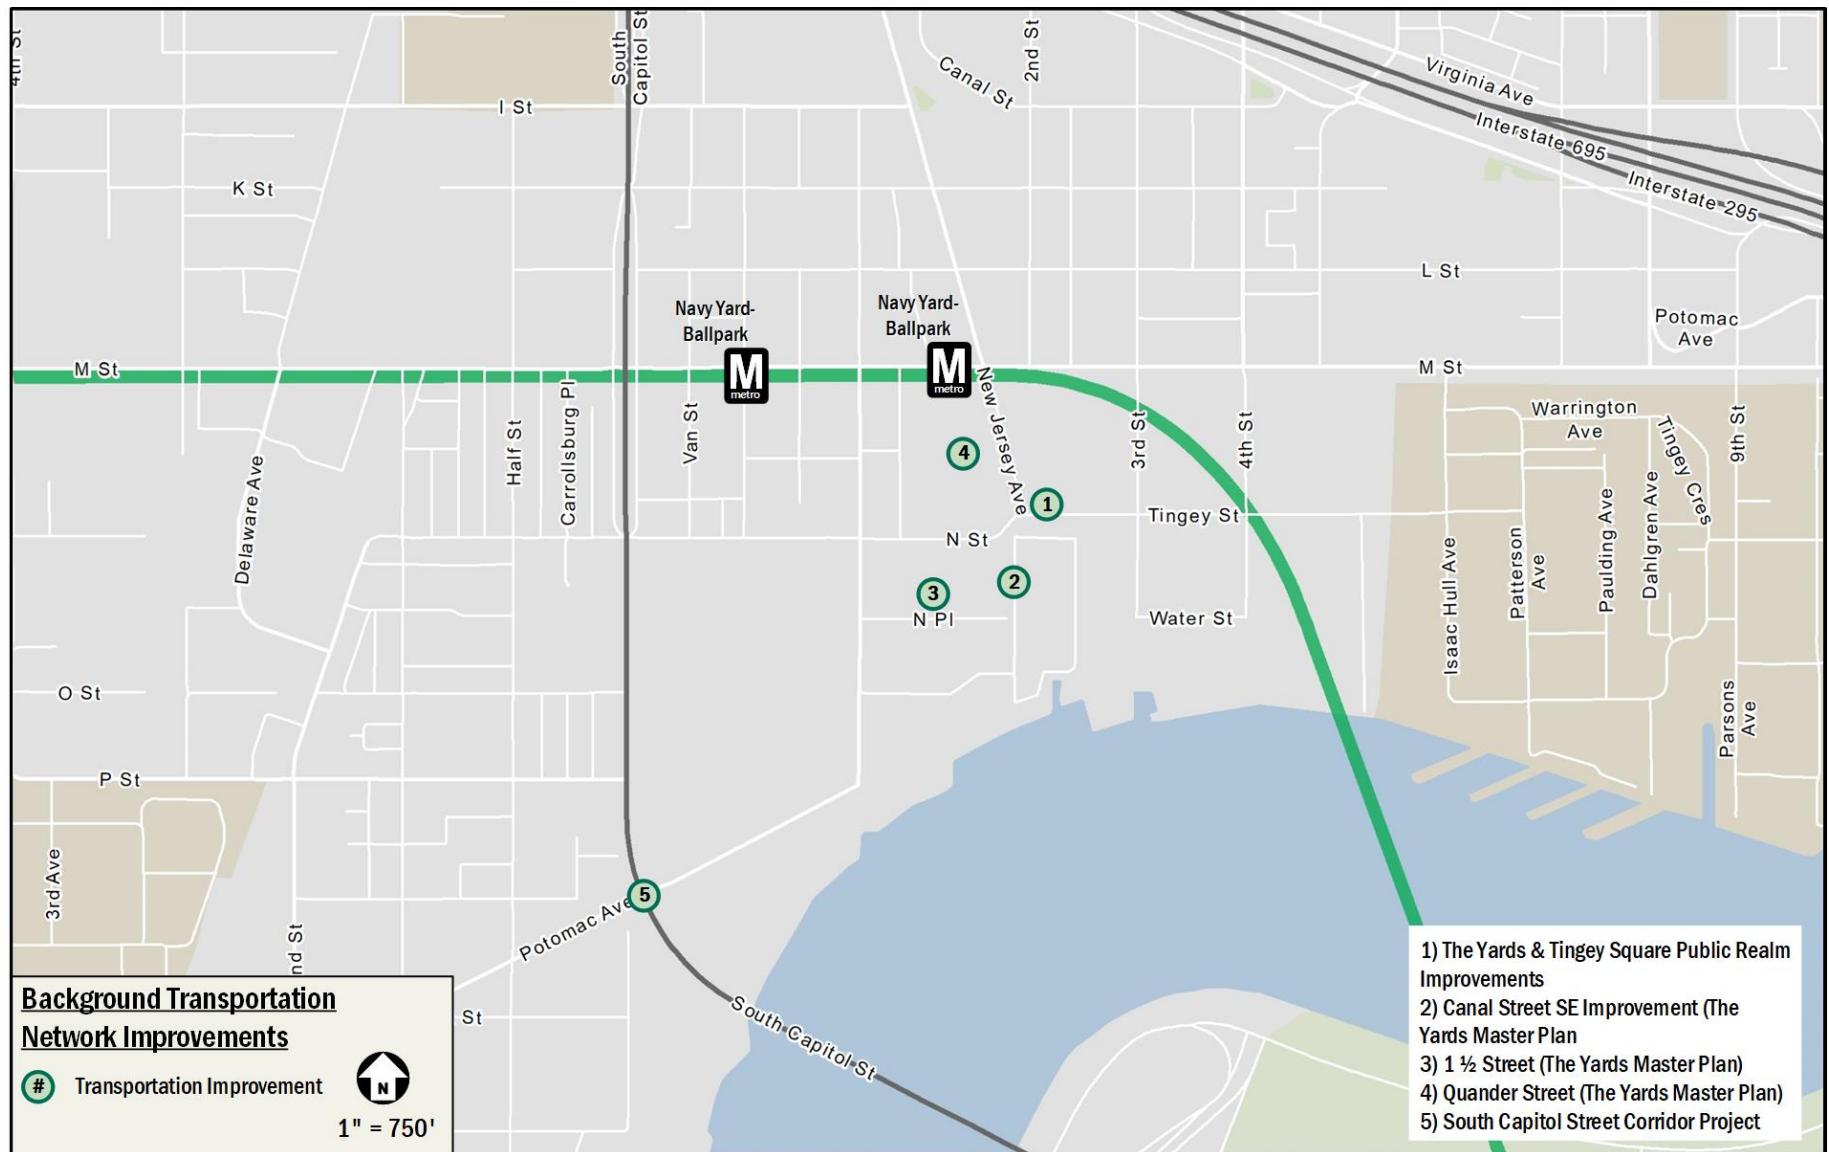 4th St
South
Capitol St
2nd St
Canal St
Virginia Ave
I St
Interstate 695
K St
Interstate 295
L St
Navy Yard-
Ballpark
Navy Yard-
Ballpark
Potomac
Ave
M St
M
metro
M
metro
M St
New Jersey Ave
Warrington
Ave
Tingey Cres
9th St
Half St
Carrollsburg Pl
Van St
3rd St
4th St
4
Delaware Ave
1
Tingey St
N St
Isaac Hull Ave
Patterson
Ave
Paulding Ave
Dahlgren Ave
2
3
N Pl
Water St
O St
Parsons
Ave
P St
3rd Ave
5
Potomac Ave
nd St
St
South Capitol St
Background Transportation
Network Improvements
# Transportation Improvement
N
1" = 750'
1) The Yards & Tingey Square Public Realm
Improvements
2) Canal Street SE Improvement (The
Yards Master Plan
3) 1 ½ Street (The Yards Master Plan)
4) Quander Street (The Yards Master Plan)
5) South Capitol Street Corridor Project